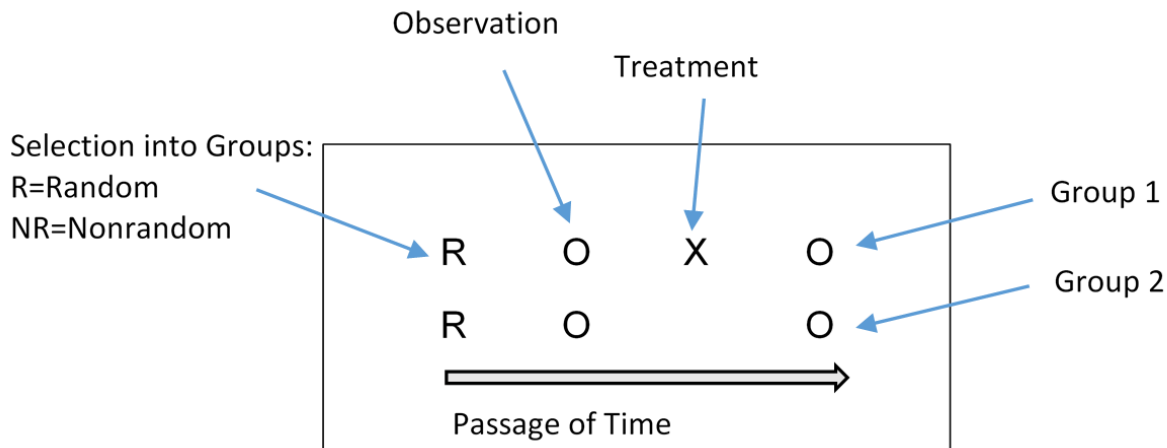 Observation
Treatment
Selection into Groups:
R=Random
NR=Nonrandom
Group 1
R O X O
Group 2
R O O
Passage of Time